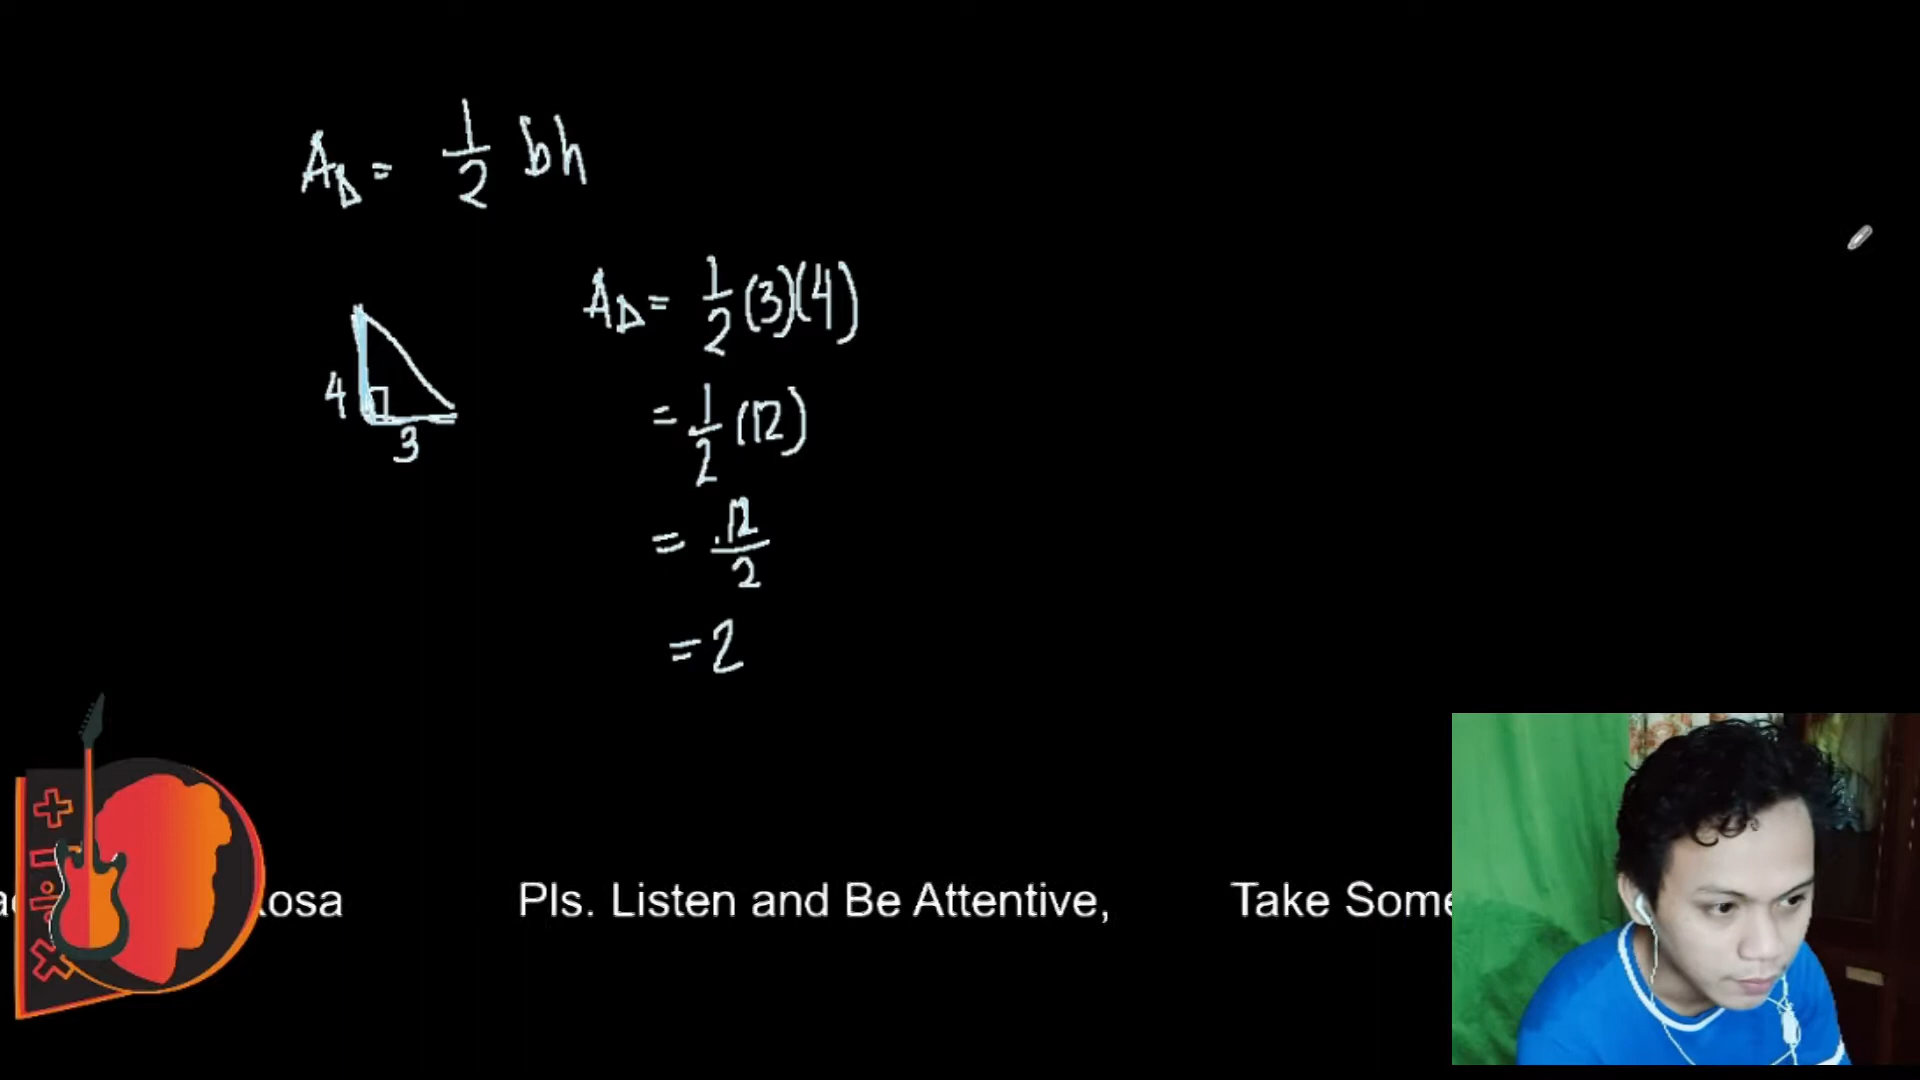 A△ = 1/2 bh
A△ = 1/2 (3)(4)
4
3
= 1/2 (12)
= 12/2
= 2
Pls. Listen and Be Attentive,
Take Some